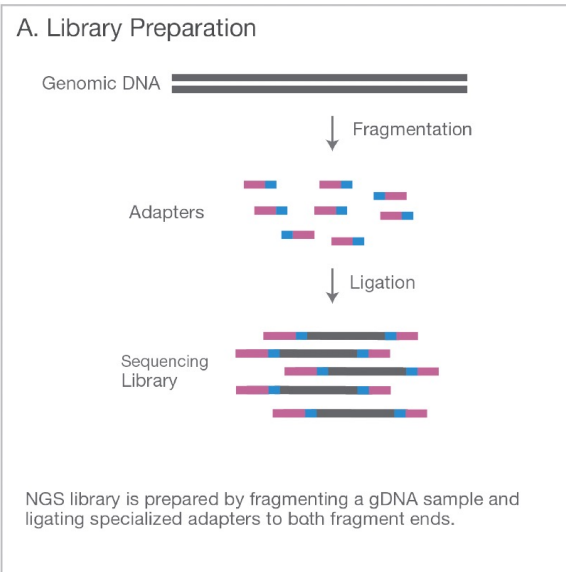 A. Library Preparation
Genomic DNA
Fragmentation
Adapters
Ligation
Sequencing
Library
NGS library is prepared by fragmenting a gDNA sample and
ligating specialized adapters to both fragment ends.